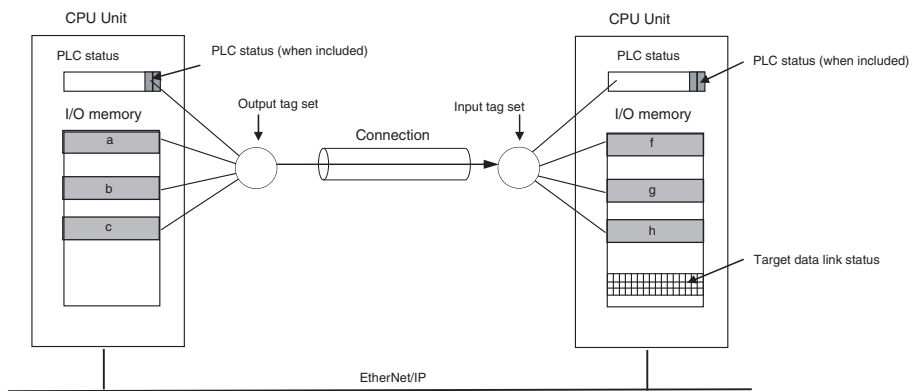 CPU Unit
CPU Unit
PLC status
PLC status (when included)
PLC status
PLC status (when included)
Output tag set
Input tag set
I/O memory
I/O memory
Connection
a
b
c
f
g
h
Target data link status
EtherNet/IP